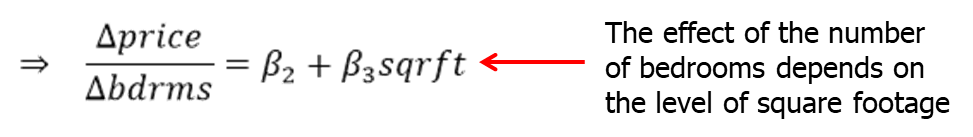 ⇒ Δprice/Δbdrms = β₂ + β₃sqrft
The effect of the number
of bedrooms depends on
the level of square footage